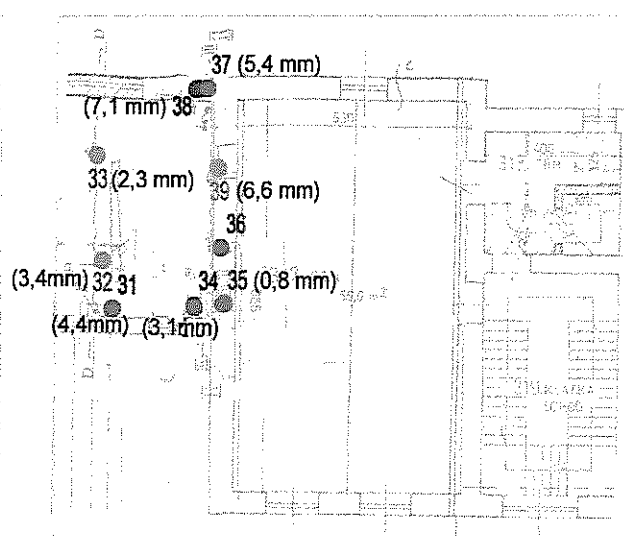 37 (5,4 mm)
(7,1 mm) 38
33 (2,3 mm)
39 (6,6 mm)
36
(3,4mm) 32 31
34 35 (0,8 mm)
(4,4mm) (3,1mm)
D